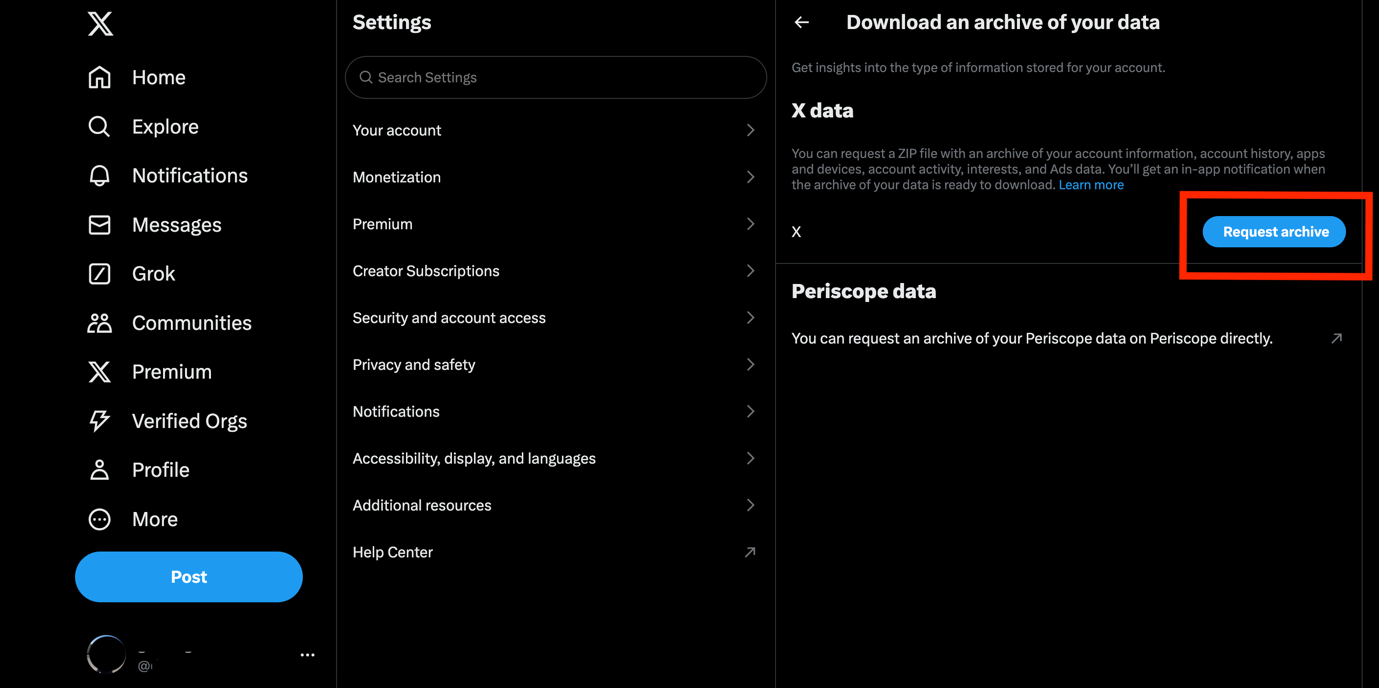 Home
Explore
Notifications
Messages
Grok
Communities
Premium
Verified Orgs
Profile
More
Post
Settings
Search Settings
Your account
Monetization
Premium
Creator Subscriptions
Security and account access
Privacy and safety
Notifications
Accessibility, display, and languages
Additional resources
Help Center
Download an archive of your data
Get insights into the type of information stored for your account.
X data
You can request a ZIP file with an archive of your account information, account history, apps
and devices, account activity, interests, and Ads data. You’ll get an in-app notification when
the archive of your data is ready to download. Learn more
X
Request archive
Periscope data
You can request an archive of your Periscope data on Periscope directly.